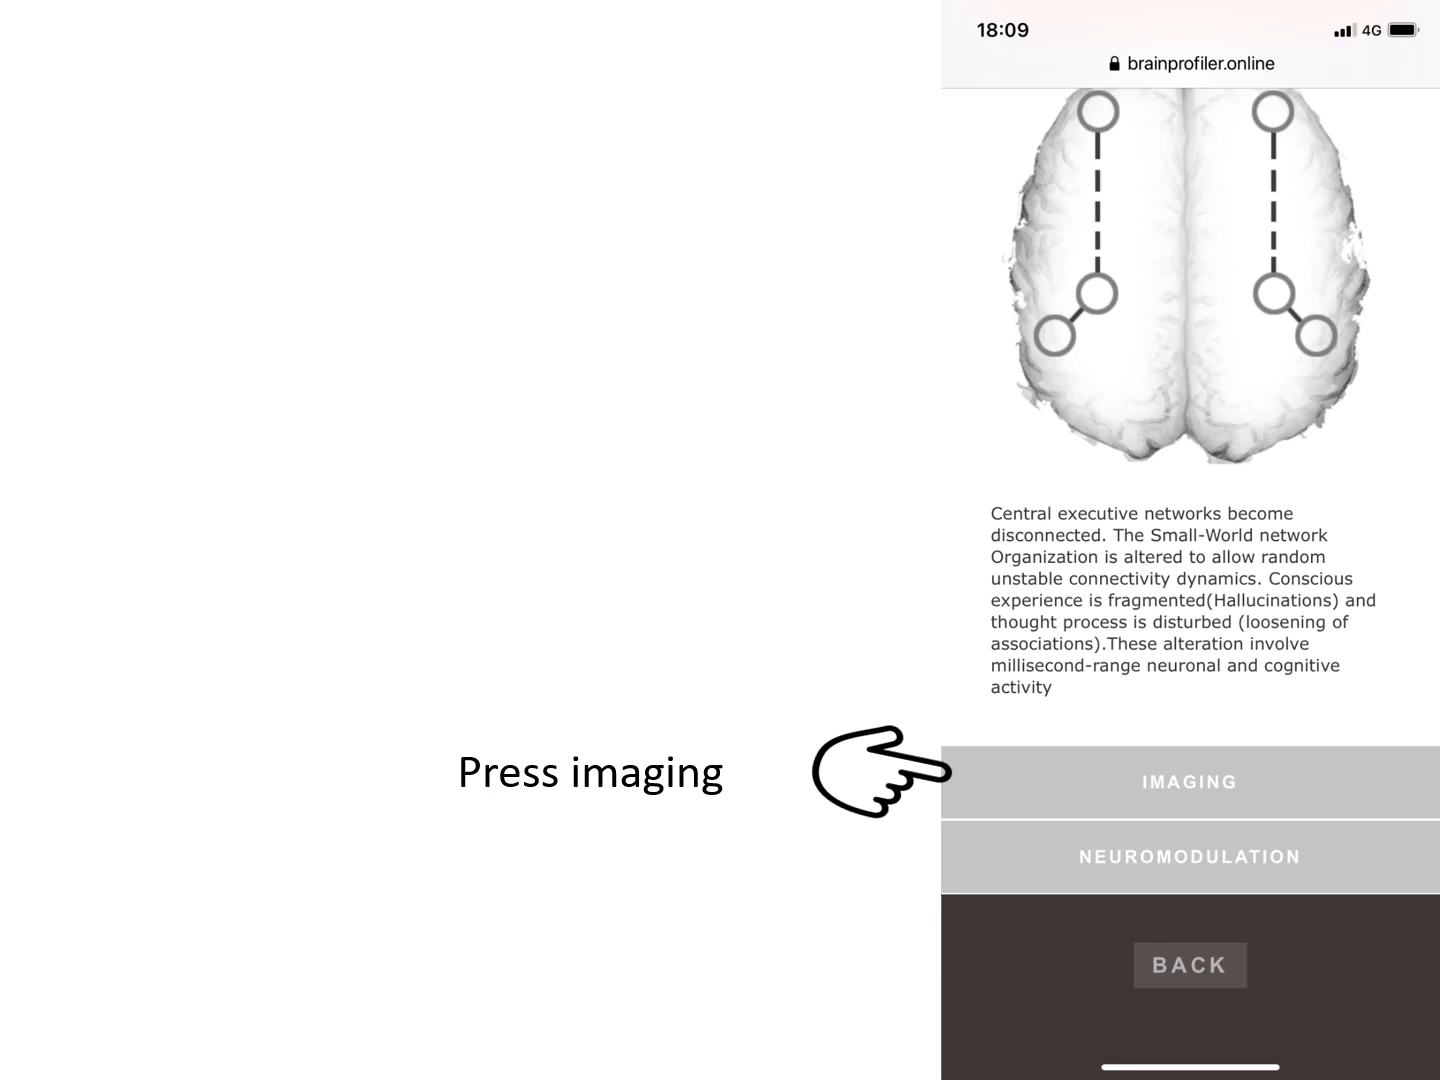 18:09
4G
brainprofiler.online
Central executive networks become
disconnected. The Small-World network
Organization is altered to allow random
unstable connectivity dynamics. Conscious
experience is fragmented(Hallucinations) and
thought process is disturbed (loosening of
associations).These alteration involve
millisecond-range neuronal and cognitive
activity
Press imaging
IMAGING
NEUROMODULATION
BACK